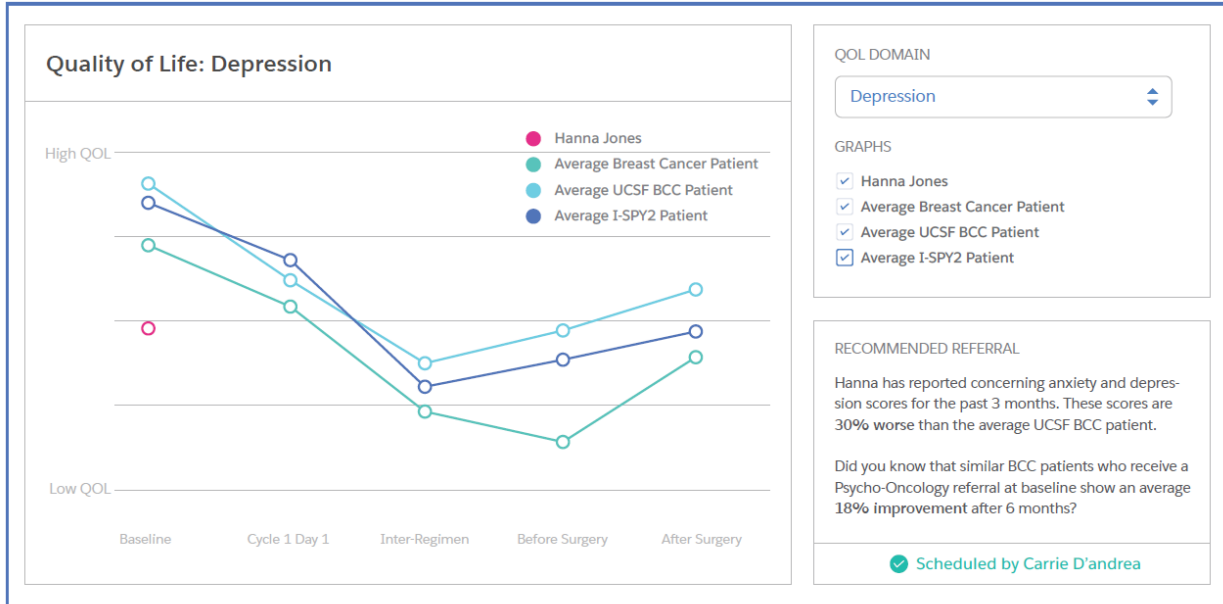 Quality of Life: Depression
High QOL
Hanna Jones
Average Breast Cancer Patient
Average UCSF BCC Patient
Average I-SPY2 Patient
Low QOL
Baseline
Cycle 1 Day 1
Inter-Regimen
Before Surgery
After Surgery
QOL DOMAIN
Depression
GRAPHS
Hanna Jones
Average Breast Cancer Patient
Average UCSF BCC Patient
Average I-SPY2 Patient
RECOMMENDED REFERRAL
Hanna has reported concerning anxiety and depres-
sion scores for the past 3 months. These scores are
30% worse than the average UCSF BCC patient.
Did you know that similar BCC patients who receive a
Psycho-Oncology referral at baseline show an average
18% improvement after 6 months?
Scheduled by Carrie D'andrea